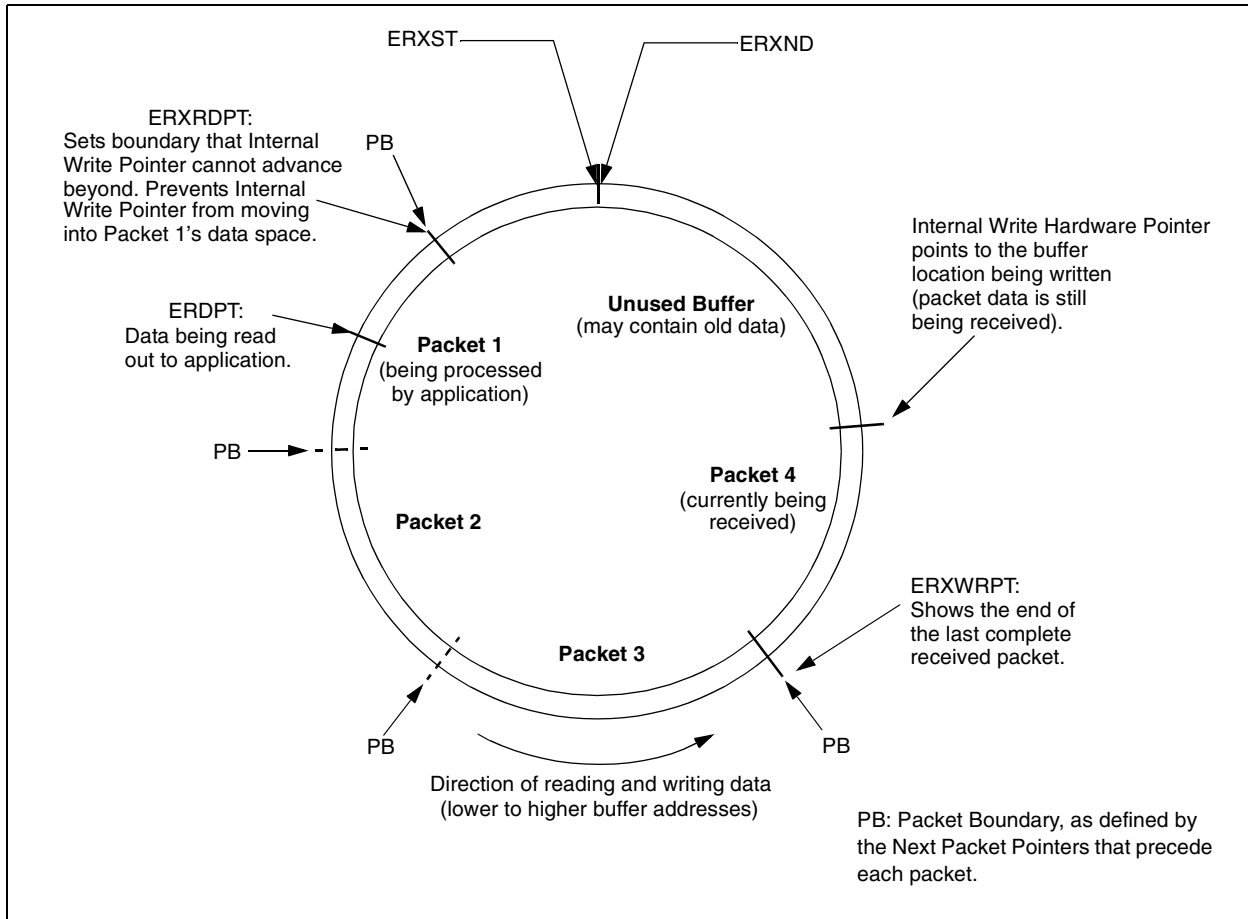 ERXST
ERXND
ERXRDPT:
Sets boundary that Internal
Write Pointer cannot advance
beyond. Prevents Internal
Write Pointer from moving
into Packet 1’s data space.
PB
Internal Write Hardware Pointer
points to the buffer
location being written
(packet data is still
being received).
Unused Buffer
(may contain old data)
ERDPT:
Data being read
out to application.
Packet 1
(being processed
by application)
PB
Packet 4
(currently being
received)
Packet 2
ERXWRPT:
Shows the end of
the last complete
received packet.
Packet 3
PB
PB
Direction of reading and writing data
(lower to higher buffer addresses)
PB: Packet Boundary, as defined by
the Next Packet Pointers that precede
each packet.